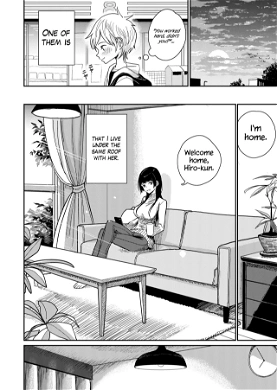 "You worked
hard, didn't
you?"
ONE OF
THEM IS
I'm
home.
Welcome
home,
Hiro-kun.
THAT I LIVE
UNDER THE
SAME ROOF
WITH HER.